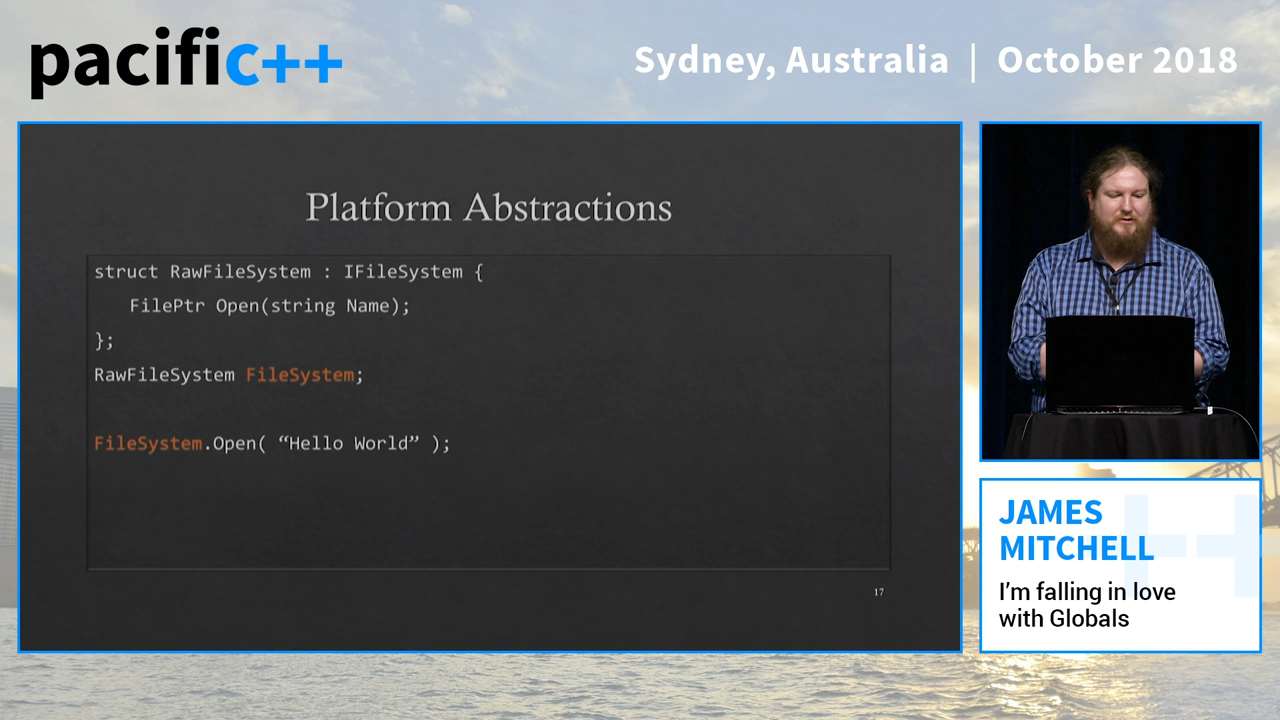 pacific++
Sydney, Australia | October 2018
Platform Abstractions
struct RawFileSystem : IFileSystem {
FilePtr Open(string Name);
};
RawFileSystem FileSystem;
FileSystem.Open( “Hello World” );
17
JAMES
MITCHELL
I’m falling in love
with Globals